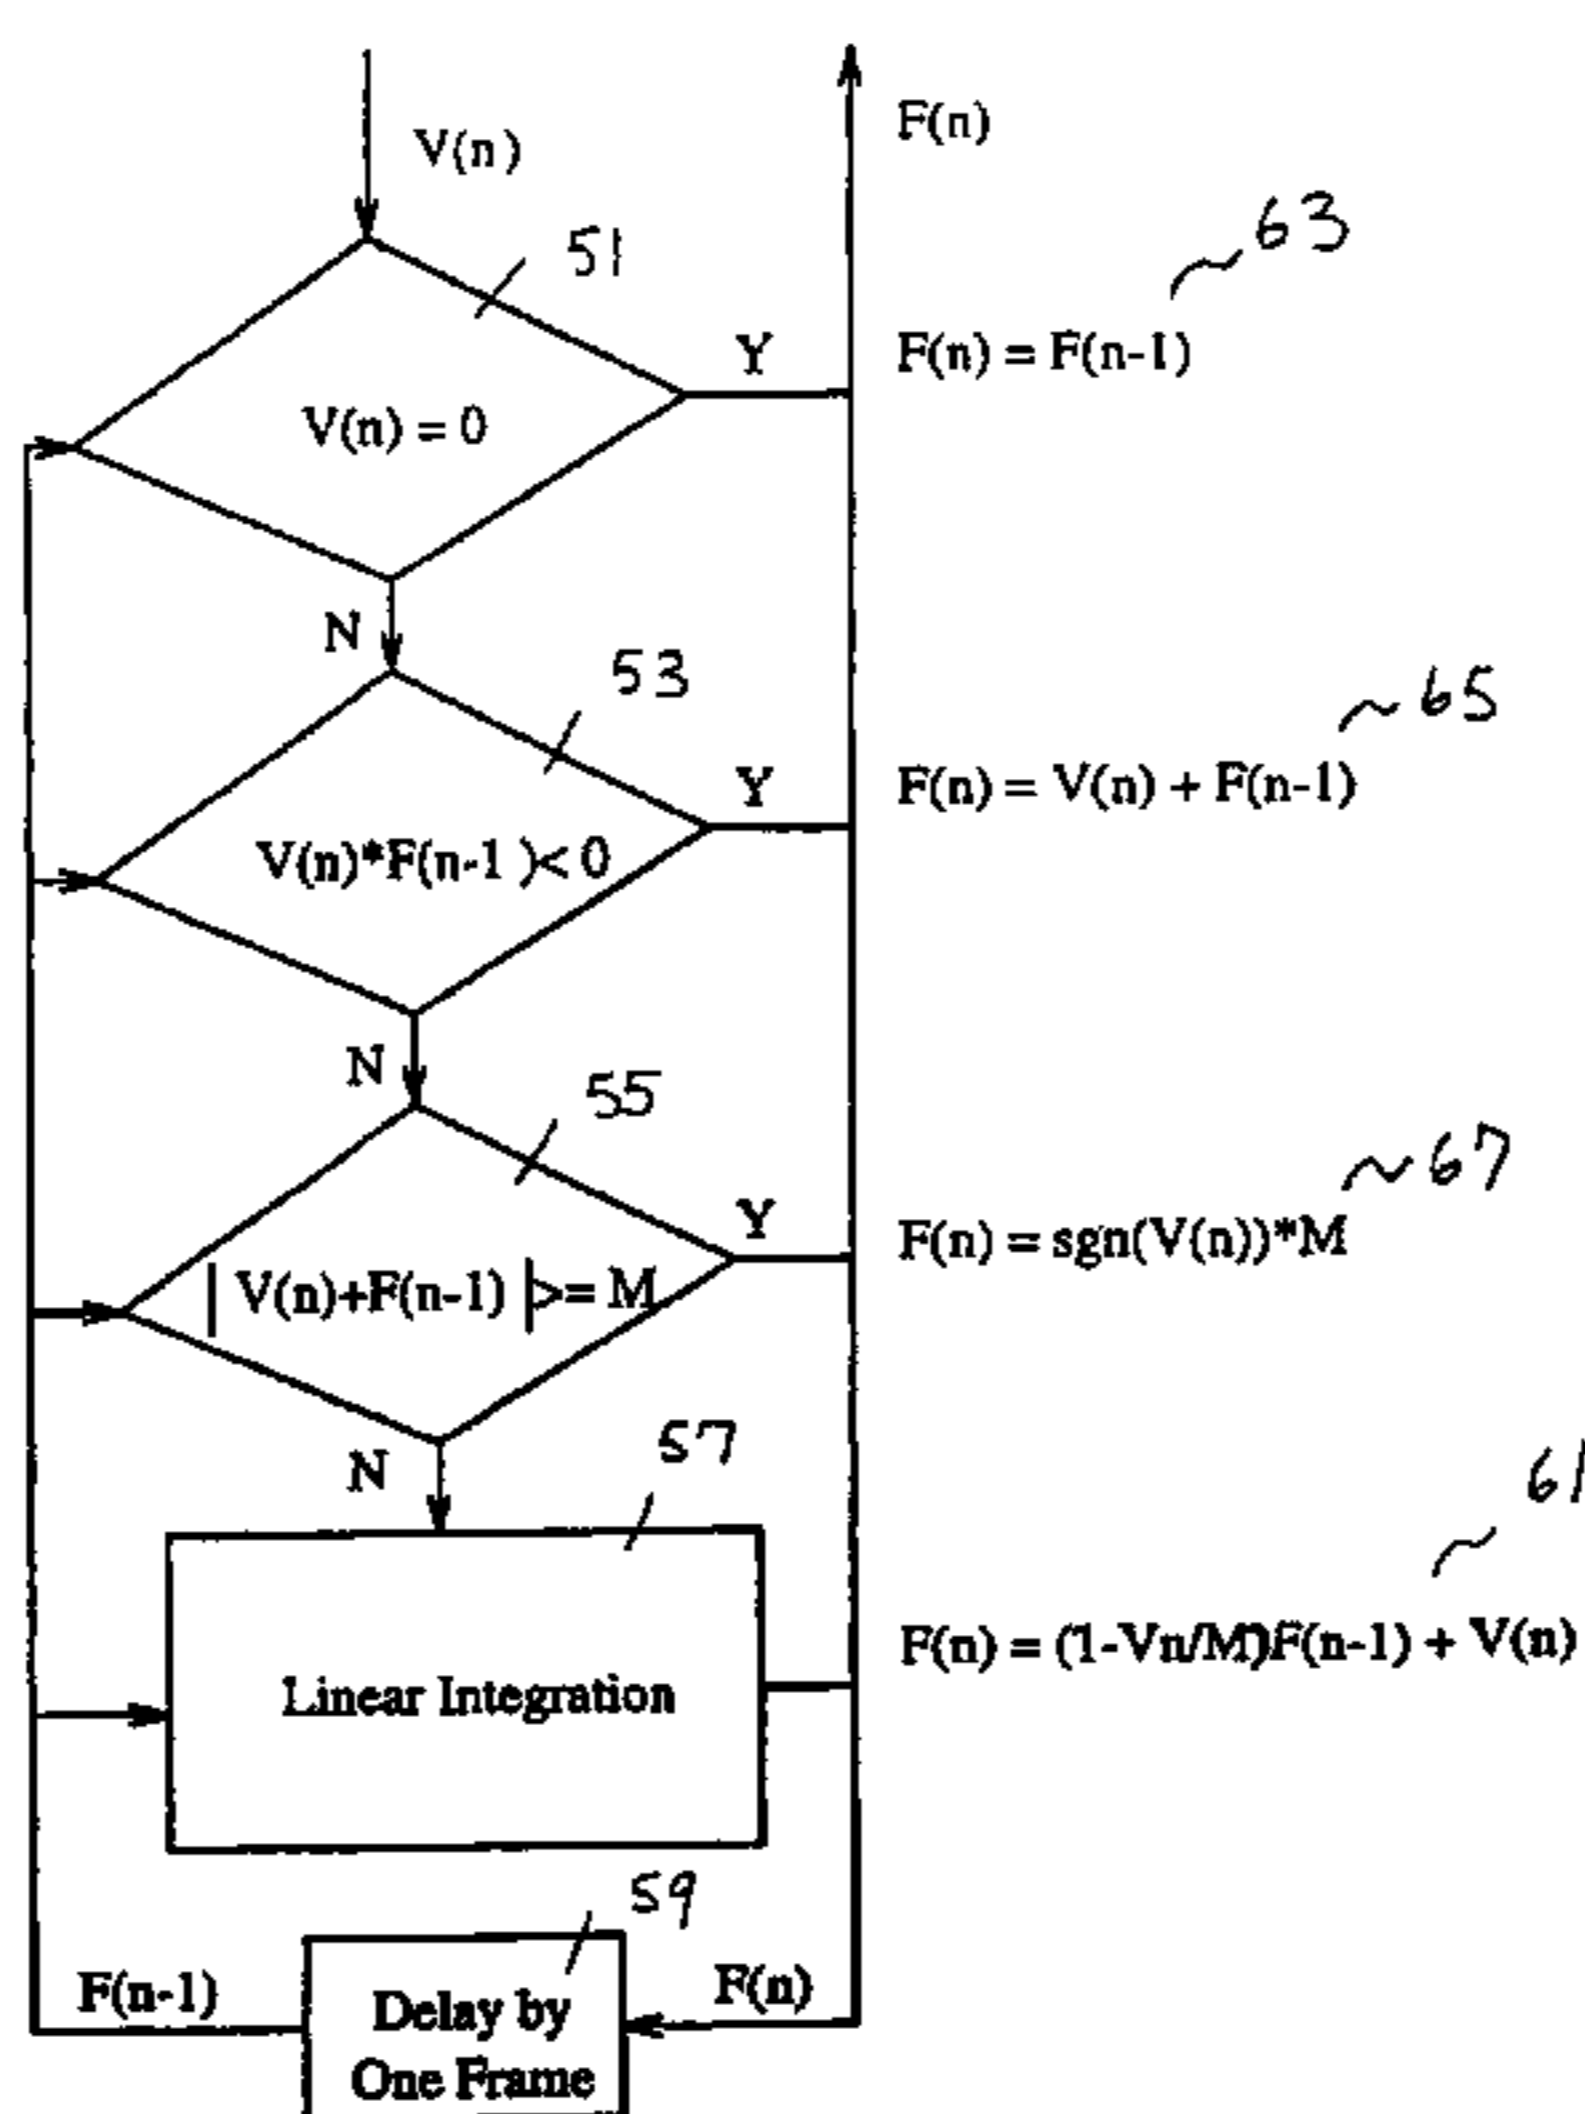 V(n)
F(n)
63
51
Y
F(n) = F(n-1)
V(n) = 0
N
53
65
Y
F(n) = V(n) + F(n-1)
V(n)*F(n-1)< 0
N
55
67
Y
F(n) = sgn(V(n))*M
| V(n)+F(n-1) |>= M
N
57
61
F(n) = (1-Vn/M)F(n-1) + V(n)
Linear Integration
59
F(n-1)
F(n)
Delay by
One Frame